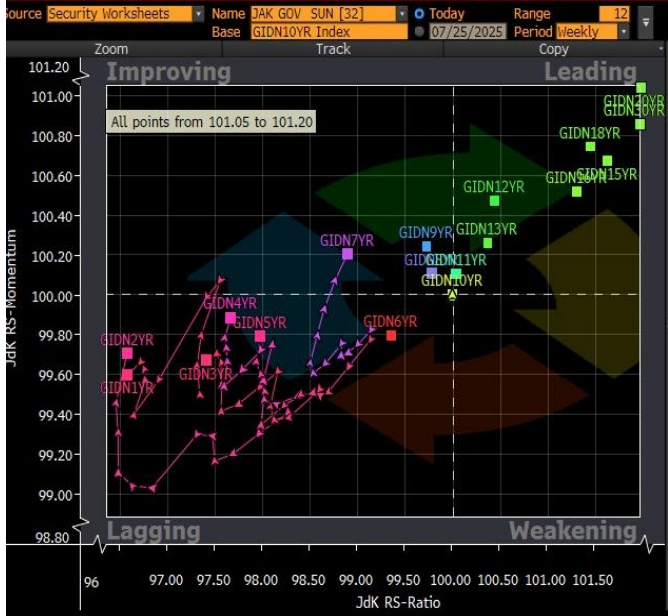 Source Security Worksheets Name JAK GOV SUN [32] Today Range 12
Base GIDN10YR Index 07/25/2025 Period Weekly
Zoom Track Copy
101.20
Improving Leading
101.00
GIDN20YR
GIDN30YR
All points from 101.05 to 101.20
100.80
GIDN18YR
100.60
GIDN16YR GIDN15YR
GIDN12YR
100.40
GIDN7YR GIDN9YR GIDN13YR
100.20
GIDN11YR
GIDN10YR
100.00
GIDN4YR
GIDN5YR GIDN6YR
99.80
GIDN2YR
GIDN3YR
99.60
GIDN1YR
99.40
99.20
99.00
98.80
Lagging Weakening
JdK RS-Momentum
96 97.00 97.50 98.00 98.50 99.00 99.50 100.00 100.50 101.00 101.50
JdK RS-Ratio